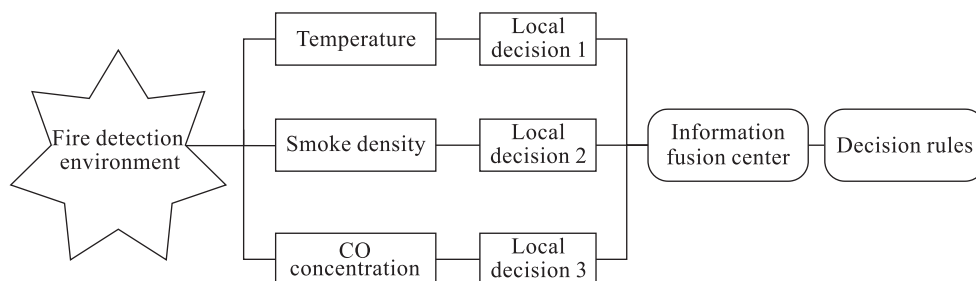 Temperature
Local
decision 1
Fire detection
environment
Smoke density
Local
decision 2
Information
fusion center
Decision rules
CO
concentration
Local
decision 3